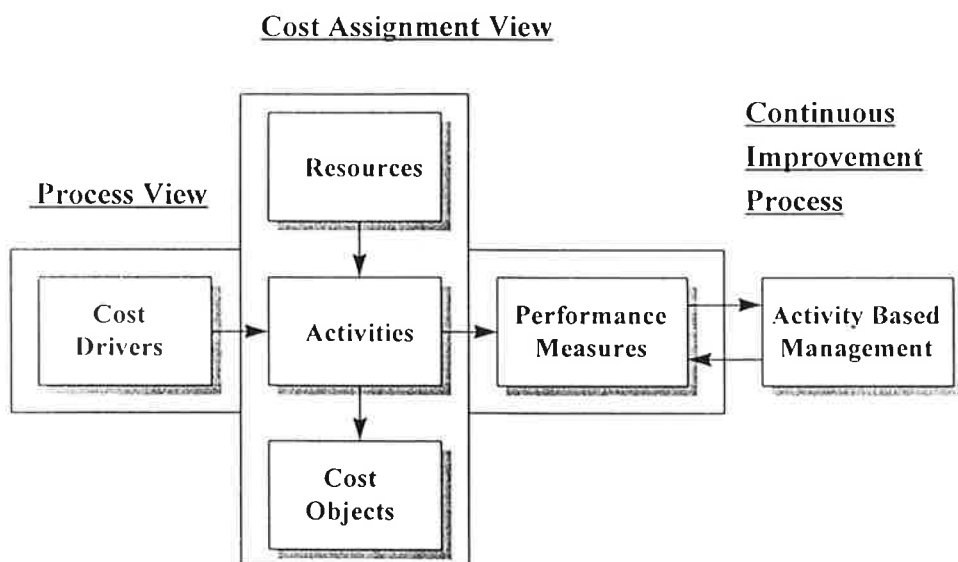 Cost Assignment View
Continuous
Improvement
Process
Process View
Resources
Cost
Drivers
Activities
Performance
Measures
Activity Based
Management
Cost
Objects